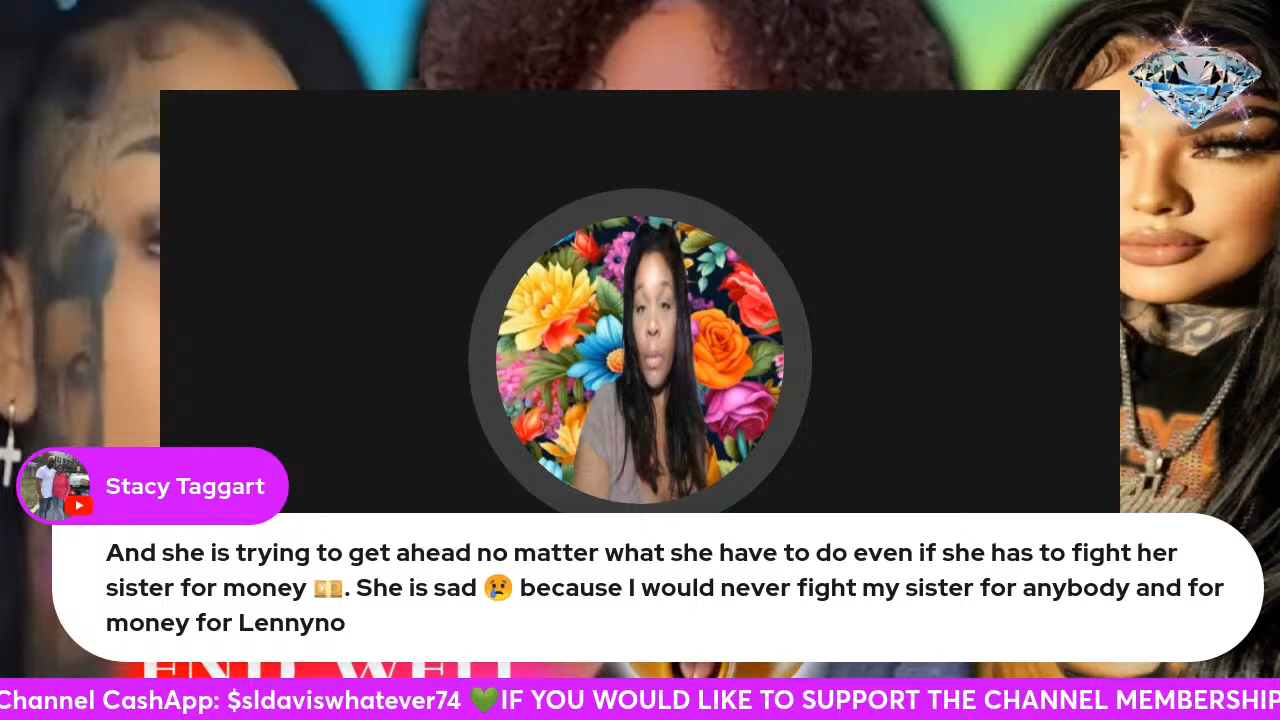 Stacy Taggart
And she is trying to get ahead no matter what she have to do even if she has to fight her
sister for money 💴. She is sad 😢 because I would never fight my sister for anybody and for
money for Lennyno
END WELL
Channel CashApp: $sldaviswhatever74 💚IF YOU WOULD LIKE TO SUPPORT THE CHANNEL MEMBERSHIP